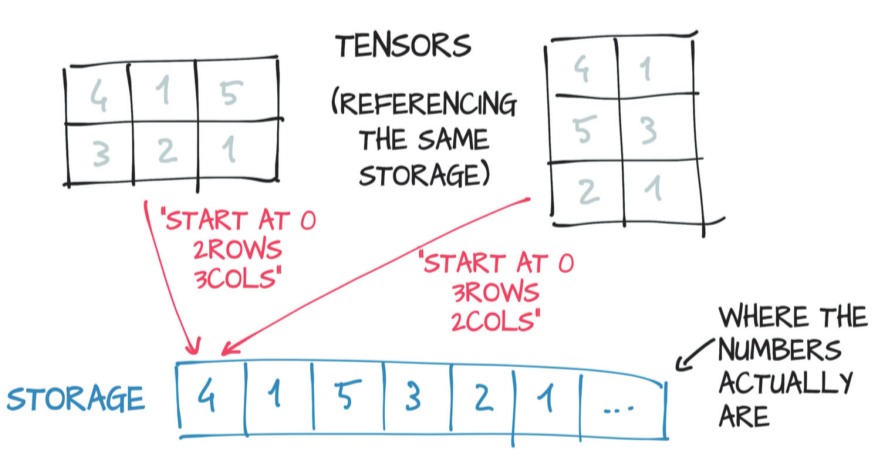 TENSORS
(REFERENCING
THE SAME
STORAGE)
4 1 5
3 2 1
4 1
5 3
2 1
"START AT 0
2ROWS
3COLS"
"START AT 0
3ROWS
2COLS"
WHERE THE
NUMBERS
ACTUALLY
ARE
STORAGE
4 1 5 3 2 1 ...